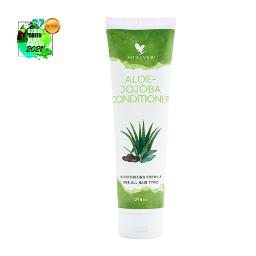 2021
FOREVER
ALOE-
JOJOBA
CONDITIONER
MOISTURIZING FORMULA
FOR ALL HAIR TYPES